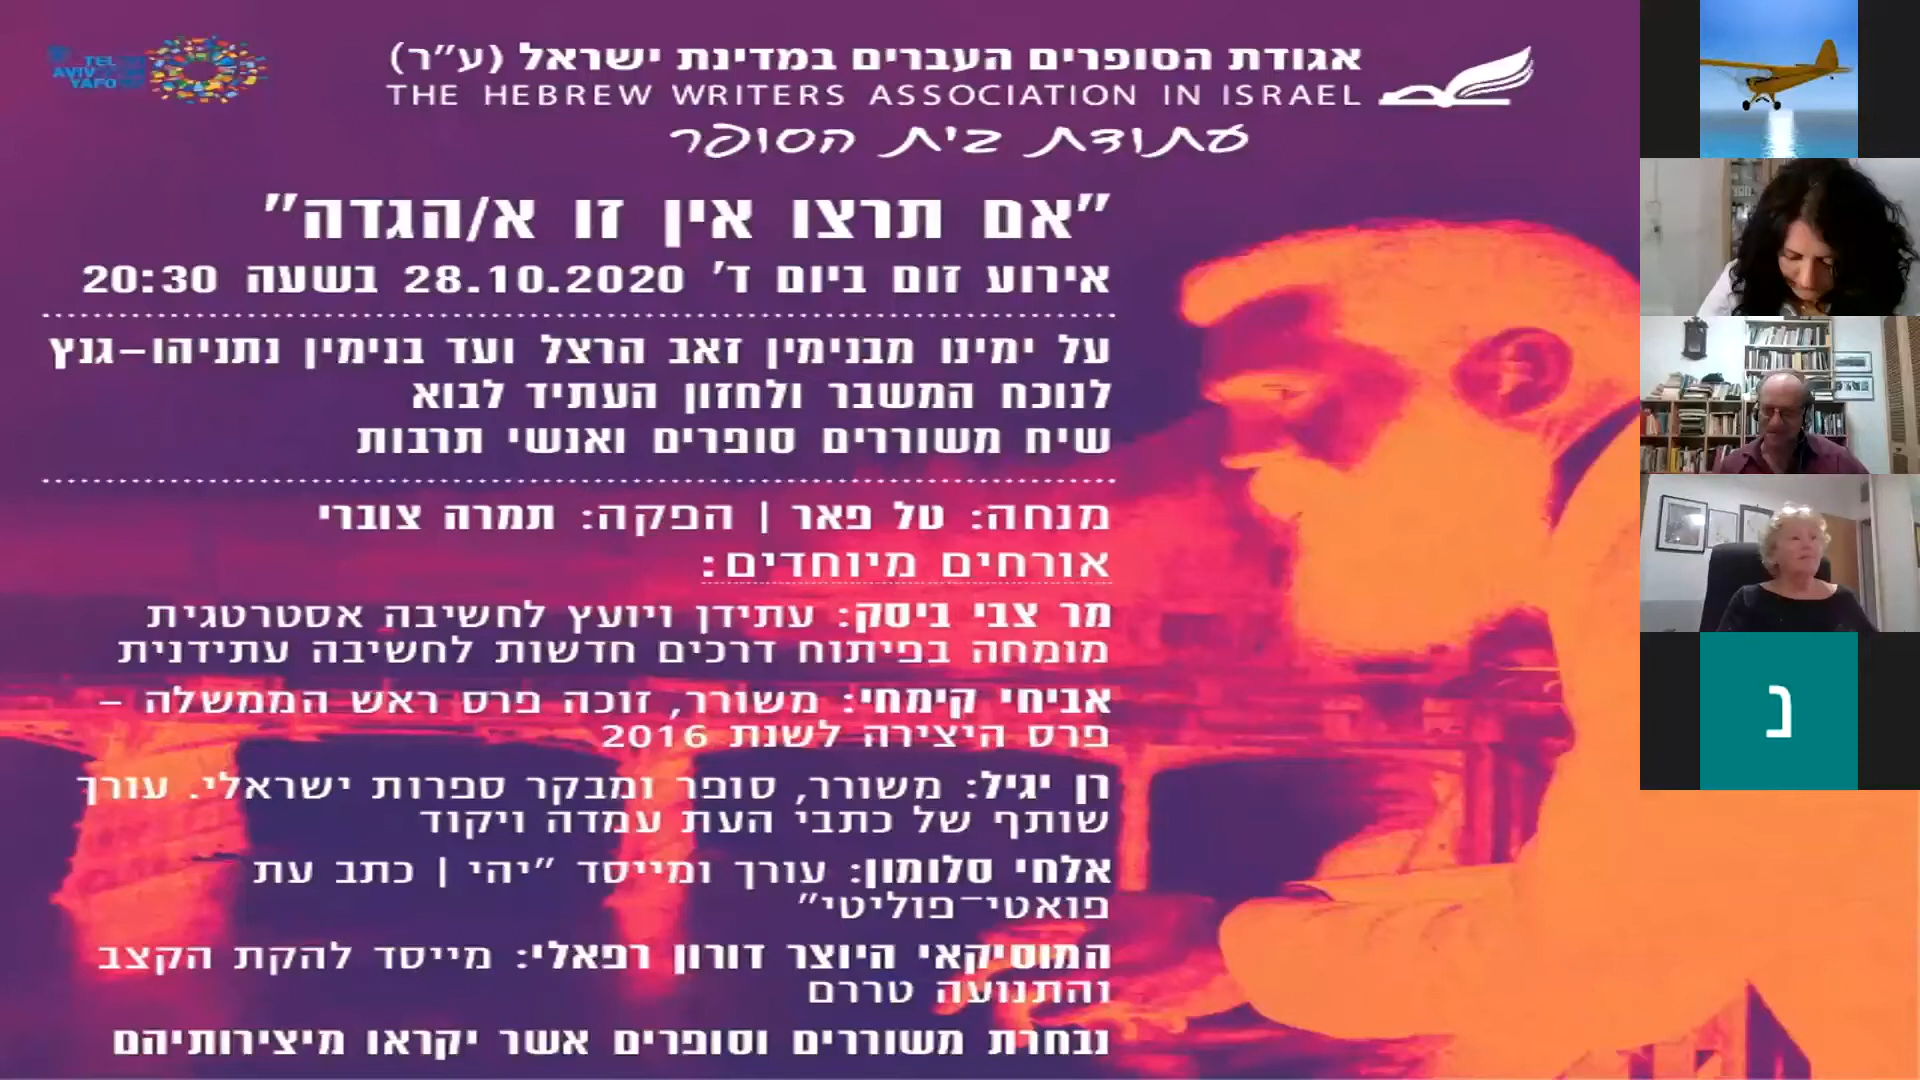 TEL
AVIV
YAFO
אגודת הסופרים העברים במדינת ישראל (ע״ר)
THE HEBREW WRITERS ASSOCIATION IN ISRAEL
עתודת בית הסופר
״אם תרצו אין זו א/הגדה״
אירוע זום ביום ד׳ 28.10.2020 בשעה 20:30
על ימינו מבנימין זאב הרצל ועד בנימין נתניהו–גנץ
לנוכח המשבר ולחזון העתיד לבוא
שיח משוררים סופרים ואנשי תרבות
מנחה: טל פאר | הפקה: תמרה צוברי
אורחים מיוחדים:
מר צבי ביסק: עתידן ויועץ לחשיבה אסטרטגית
מומחה בפיתוח דרכים חדשות לחשיבה עתידנית
אביחי קימחי: משורר, זוכה פרס ראש הממשלה –
פרס היצירה לשנת 2016
רן יגיל: משורר, סופר ומבקר ספרות ישראלי. עורך
שותף של כתבי העת עמדה ויקוד
אלחי סלומון: עורך ומייסד ״יהי | כתב עת
פואטי־פוליטי״
המוסיקאי היוצר דורון רפאלי: מייסד להקת הקצב
והתנועה טררם
נבחרת משוררים וסופרים אשר יקראו מיצירותיהם
נ